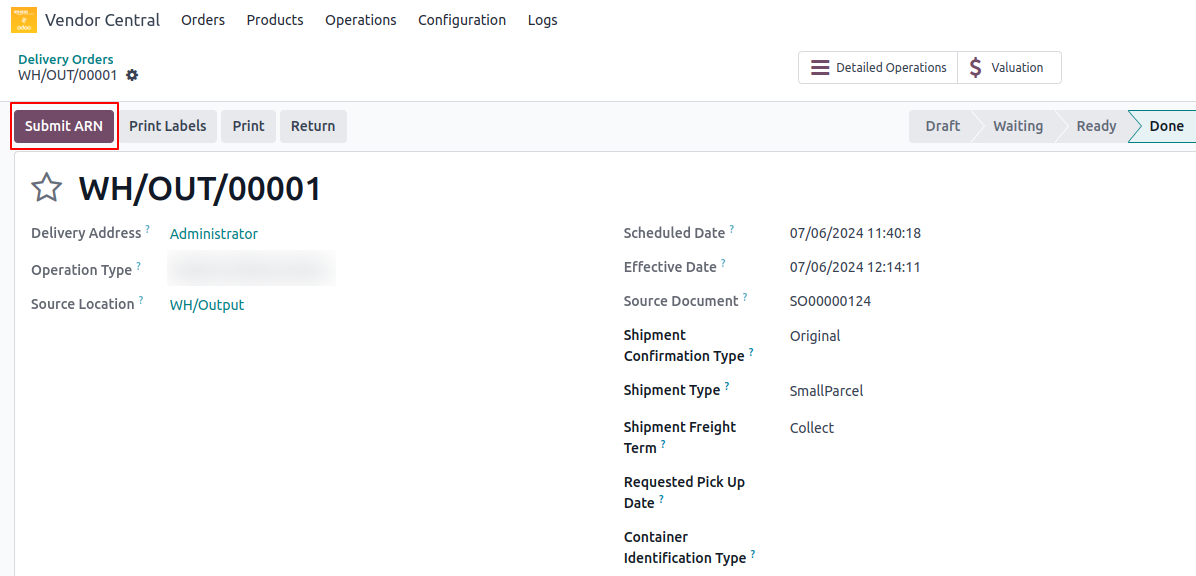 Vendor Central Orders Products Operations Configuration Logs
Delivery Orders
WH/OUT/00001
Detailed Operations
Valuation
Submit ARN Print Labels Print Return
Draft Waiting Ready Done
WH/OUT/00001
Delivery Address ? Administrator
Operation Type ?
Source Location ? WH/Output
Scheduled Date ? 07/06/2024 11:40:18
Effective Date ? 07/06/2024 12:14:11
Source Document ? SO00000124
Shipment
Confirmation Type ? Original
Shipment Type ? SmallParcel
Shipment Freight
Term ? Collect
Requested Pick Up
Date ?
Container
Identification Type ?